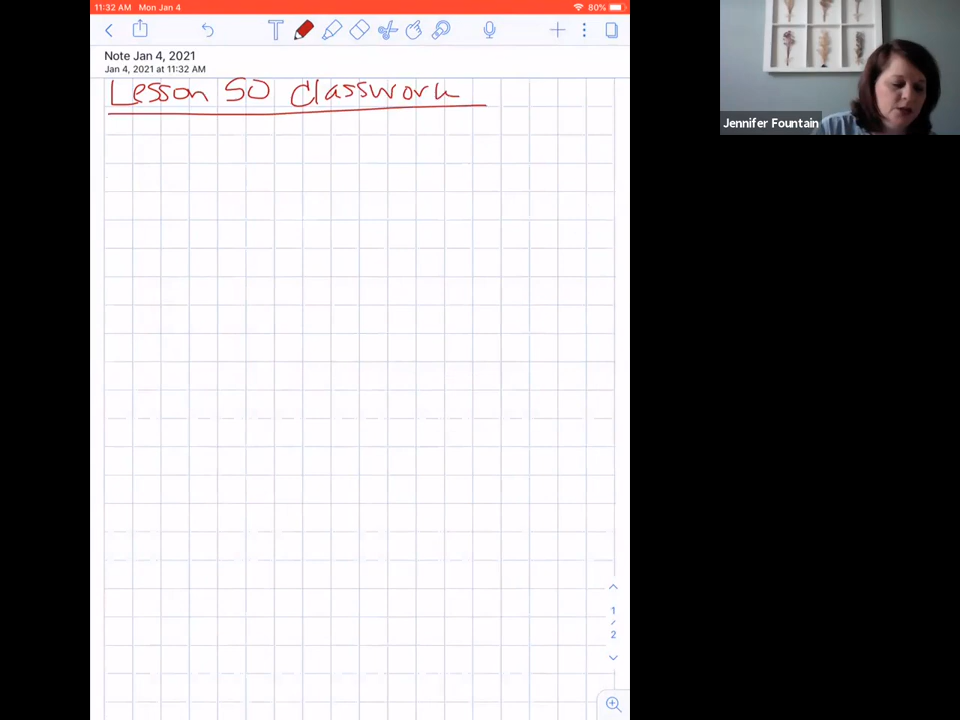 11:32 AM Mon Jan 4
80%
T
Note Jan 4, 2021
Jan 4, 2021 at 11:32 AM
Lesson 50 classwork
Jennifer Fountain
1
/
2